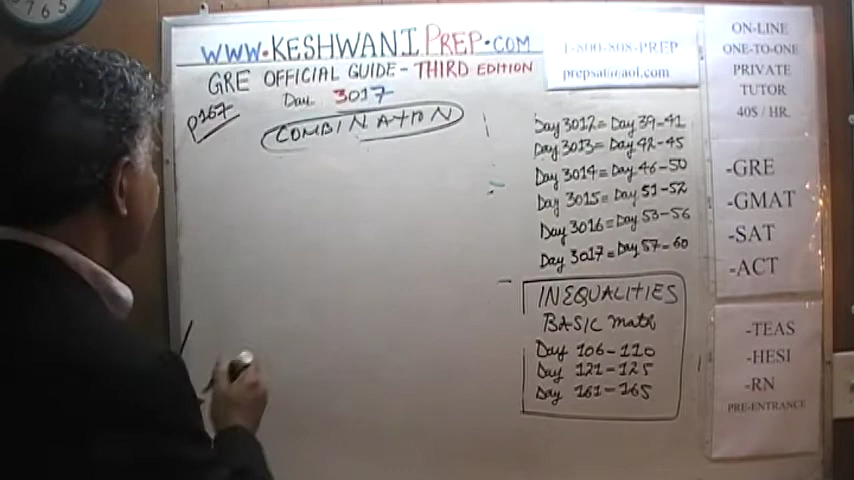 7 6 5
WWW.KESHWANIPREP.COM
GRE OFFICIAL GUIDE - THIRD EDITION
Day 3017
P167
COMBINATION
1-800-808-PREP
prepsat@aol.com
Day 3012 = Day 39-41
Day 3013 = Day 42-45
Day 3014 = Day 46-50
Day 3015 = Day 51-52
Day 3016 = Day 53-56
Day 3017 = Day 57-60
INEQUALITIES
BASIC math
Day 106-110
Day 121-125
Day 161-165
ON-LINE
ONE-TO-ONE
PRIVATE
TUTOR
40$ / HR.
-GRE
-GMAT
-SAT
-ACT
-TEAS
-HESI
-RN
PRE-ENTRANCE